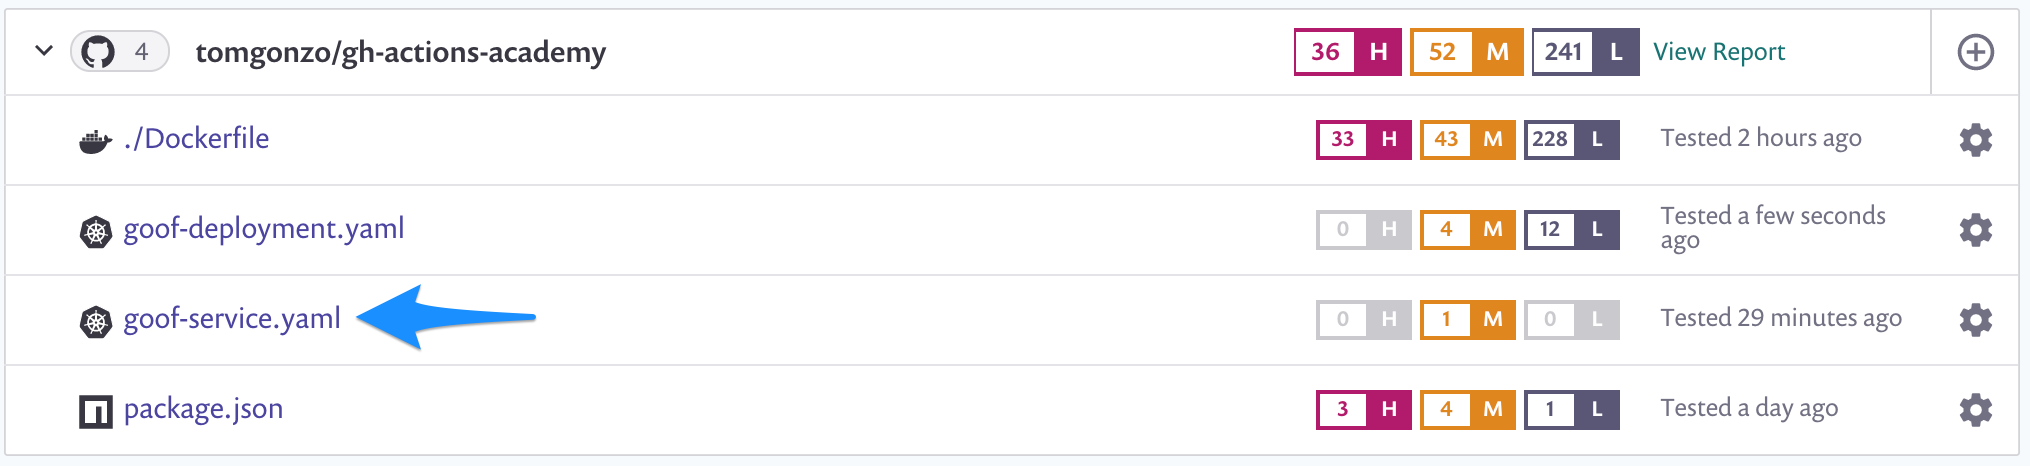 4 tomgonzo/gh-actions-academy 36 H 52 M 241 L View Report
./Dockerfile 33 H 43 M 228 L Tested 2 hours ago
goof-deployment.yaml 0 H 4 M 12 L Tested a few seconds
ago
goof-service.yaml 0 H 1 M 0 L Tested 29 minutes ago
package.json 3 H 4 M 1 L Tested a day ago